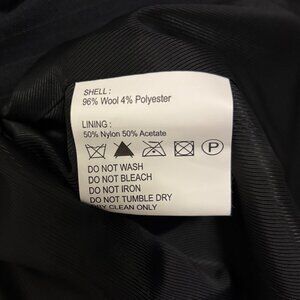 SHELL :
96% Wool 4% Polyester
LINING :
50% Nylon 50% Acetate
P
DO NOT WASH
DO NOT BLEACH
DO NOT IRON
DO NOT TUMBLE DRY
DRY CLEAN ONLY